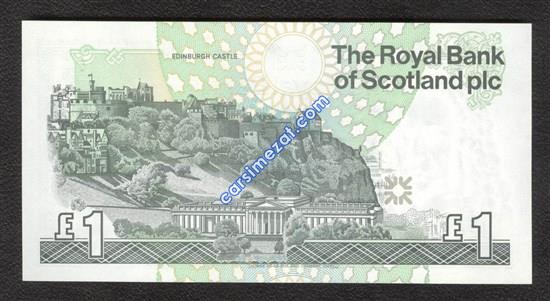 EDINBURGH CASTLE
The Royal Bank
of Scotland plc
carsimezat.com
£1
£1